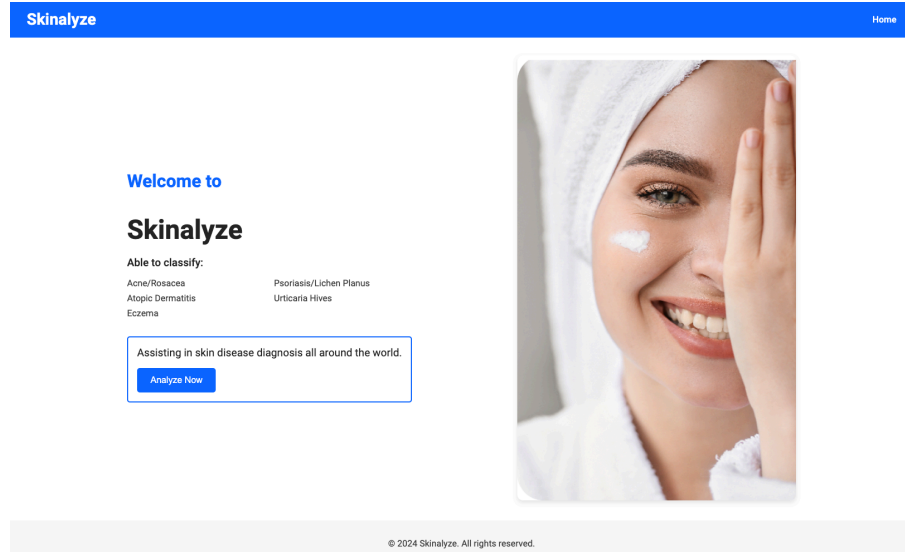 Skinalyze
Home
Welcome to
Skinalyze
Able to classify:
Acne/Rosacea
Psoriasis/Lichen Planus
Atopic Dermatitis
Urticaria Hives
Eczema
Assisting in skin disease diagnosis all around the world.
Analyze Now
© 2024 Skinalyze. All rights reserved.